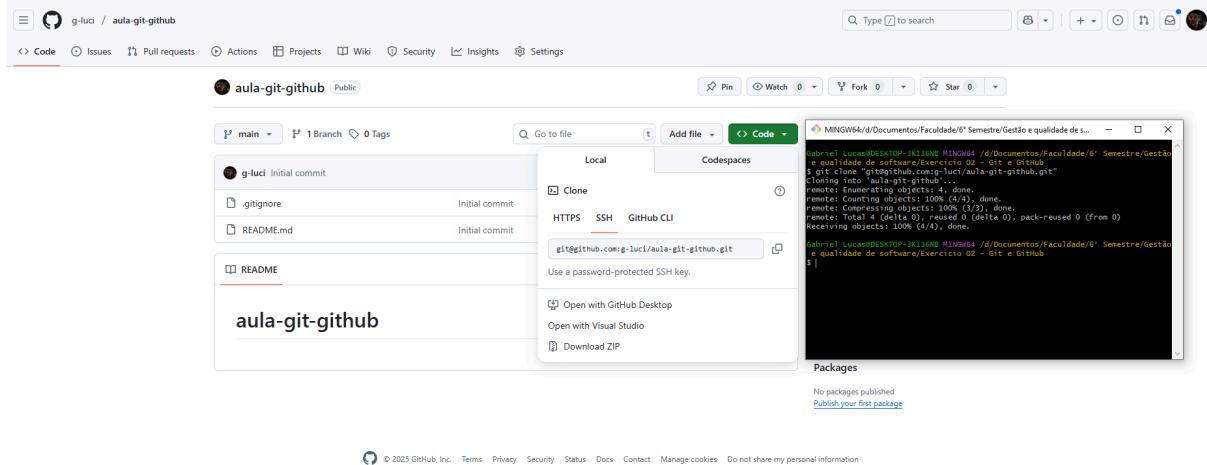 g-luci / aula-git-github
Type / to search
Code Issues Pull requests Actions Projects Wiki Security Insights Settings
aula-git-github Public
Pin Watch 0 Fork 0 Star 0
main 1 Branch 0 Tags
Go to file t Add file Code
g-luci Initial commit
.gitignore Initial commit
README.md Initial commit
README
aula-git-github
Local Codespaces
Clone
HTTPS SSH GitHub CLI
git@github.com:g-luci/aula-git-github.git
Use a password-protected SSH key.
Open with GitHub Desktop
Open with Visual Studio
Download ZIP
MINGW64:/d/Documentos/Faculdade/6° Semestre/Gestão e qualidade de s...
Gabriel Lucas@DESKTOP-3KI36N8 MINGW64 /d/Documentos/Faculdade/6° Semestre/Gestão
e qualidade de software/Exercicio 02 - Git e GitHub
$ git clone "git@github.com:g-luci/aula-git-github.git"
Cloning into 'aula-git-github'...
remote: Enumerating objects: 4, done.
remote: Counting objects: 100% (4/4), done.
remote: Compressing objects: 100% (3/3), done.
remote: Total 4 (delta 0), reused 0 (delta 0), pack-reused 0 (from 0)
Receiving objects: 100% (4/4), done.
Gabriel Lucas@DESKTOP-3KI36N8 MINGW64 /d/Documentos/Faculdade/6° Semestre/Gestão
e qualidade de software/Exercicio 02 - Git e GitHub
$
Packages
No packages published
Publish your first package
© 2025 GitHub, Inc. Terms Privacy Security Status Docs Contact Manage cookies Do not share my personal information